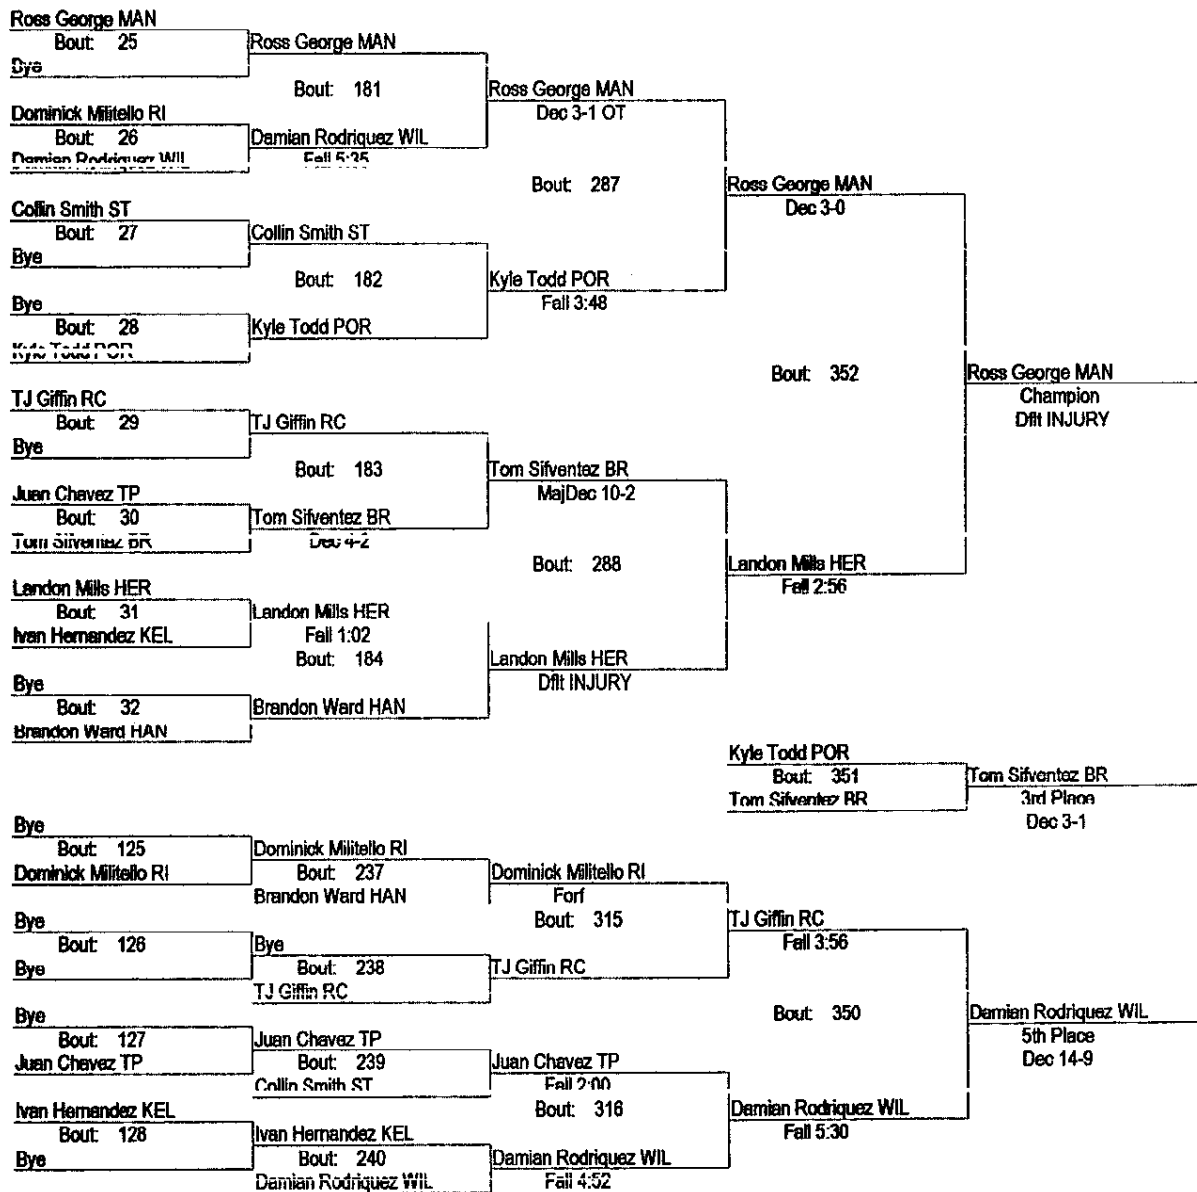 Ross George MAN
Bout: 25
Bye
Ross George MAN
Bout: 181
Dominick Militello RI
Bout: 26
Damian Rodriquez WIL
Damian Rodriquez WIL
Fall 5:35
Ross George MAN
Dec 3-1 OT
Bout: 287
Collin Smith ST
Bout: 27
Bye
Collin Smith ST
Bout: 182
Bye
Bout: 28
Kyle Todd POR
Kyle Todd POR
Kyle Todd POR
Fall 3:48
Ross George MAN
Dec 3-0
Bout: 352
TJ Giffin RC
Bout: 29
Bye
TJ Giffin RC
Bout: 183
Juan Chavez TP
Bout: 30
Tom Sifventez BR
Tom Sifventez BR
Dec 4-2
Tom Sifventez BR
MajDec 10-2
Bout: 288
Landon Mills HER
Bout: 31
Ivan Hernandez KEL
Landon Mills HER
Fall 1:02
Bout: 184
Bye
Bout: 32
Brandon Ward HAN
Brandon Ward HAN
Landon Mills HER
Dflt INJURY
Landon Mills HER
Fall 2:56
Ross George MAN
Champion
Dflt INJURY
Kyle Todd POR
Bout: 351
Tom Sifventez BR
Tom Sifventez BR
3rd Place
Dec 3-1
Bye
Bout: 125
Dominick Militello RI
Dominick Militello RI
Bout: 237
Brandon Ward HAN
Dominick Militello RI
Forf
Bout: 315
Bye
Bout: 126
Bye
Bye
Bout: 238
TJ Giffin RC
TJ Giffin RC
TJ Giffin RC
Fall 3:56
Bout: 350
Bye
Bout: 127
Juan Chavez TP
Juan Chavez TP
Bout: 239
Collin Smith ST
Juan Chavez TP
Fall 2:00
Bout: 316
Ivan Hernandez KEL
Bout: 128
Bye
Ivan Hernandez KEL
Bout: 240
Damian Rodriquez WIL
Damian Rodriquez WIL
Fall 4:52
Damian Rodriquez WIL
Fall 5:30
Damian Rodriquez WIL
5th Place
Dec 14-9